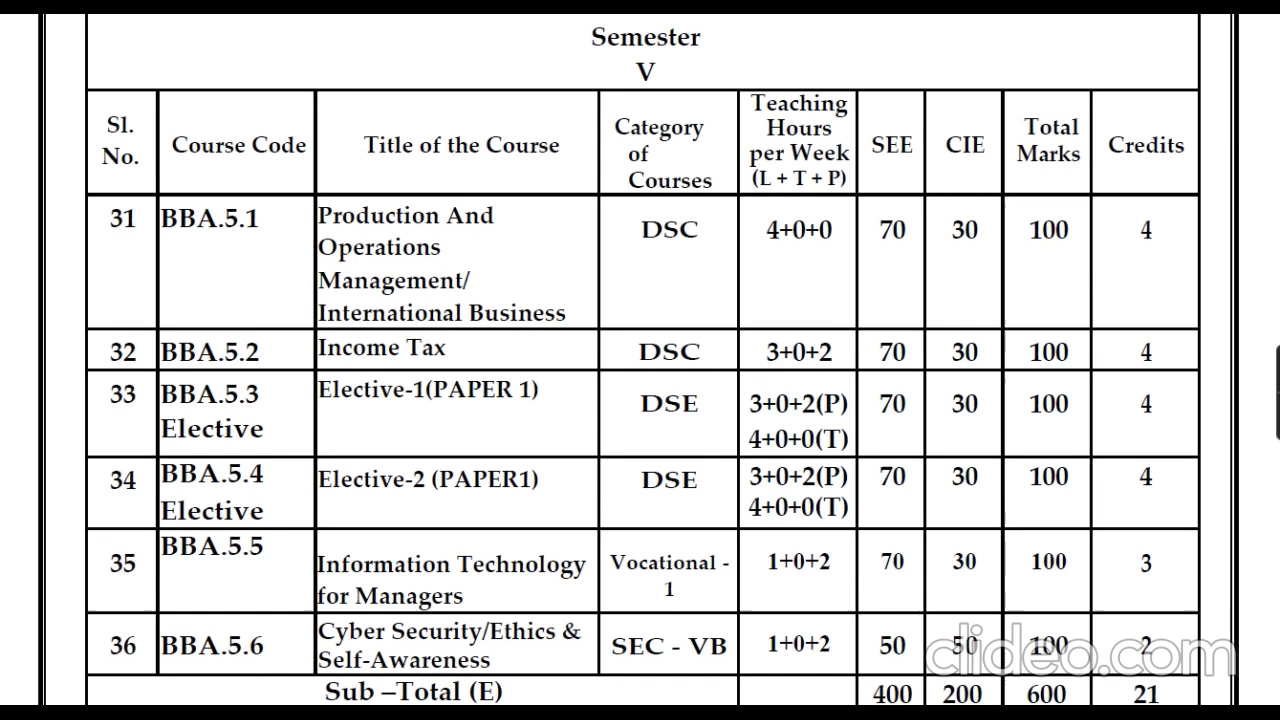 Semester
V
Sl. No. Course Code Title of the Course Category of Courses Teaching Hours per Week (L + T + P) SEE CIE Total Marks Credits
31 BBA.5.1 Production And Operations Management/ International Business DSC 4+0+0 70 30 100 4
32 BBA.5.2 Income Tax DSC 3+0+2 70 30 100 4
33 BBA.5.3 Elective Elective-1(PAPER 1) DSE 3+0+2(P) 4+0+0(T) 70 30 100 4
34 BBA.5.4 Elective Elective-2 (PAPER1) DSE 3+0+2(P) 4+0+0(T) 70 30 100 4
35 BBA.5.5 Information Technology for Managers Vocational - 1 1+0+2 70 30 100 3
36 BBA.5.6 Cyber Security/Ethics & Self-Awareness SEC - VB 1+0+2 50 50 100 2
Sub –Total (E) 400 200 600 21
clideo.com